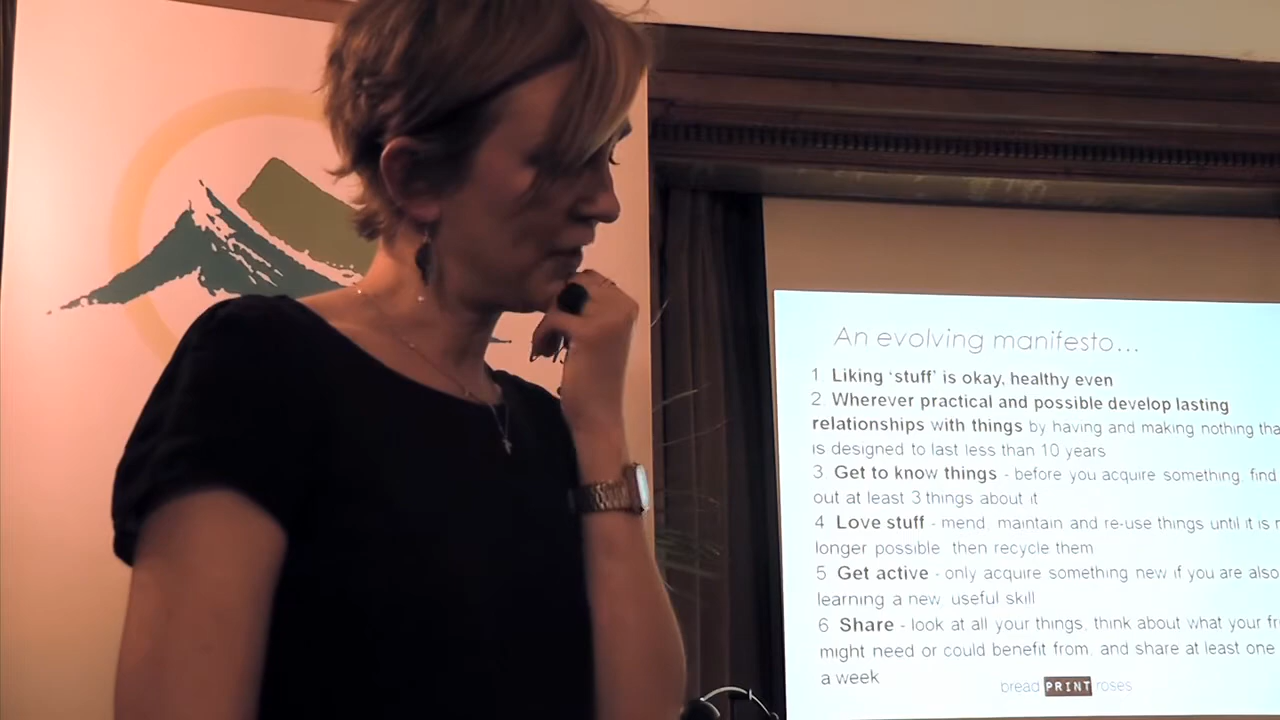 An evolving manifesto...
1 Liking 'stuff' is okay, healthy even
2 Wherever practical and possible develop lasting
relationships with things by having and making nothing
is designed to last less than 10 years
3 Get to know things - before you acquire something, find
out at least 3 things about it
4 Love stuff - mend, maintain and re-use things until it is
longer possible then recycle them
5 Get active - only acquire something new if you are also
learning a new, useful skill
6 Share - look at all your things, think about what your
might need or could benefit from, and share at least one
a week
bread PRINT roses